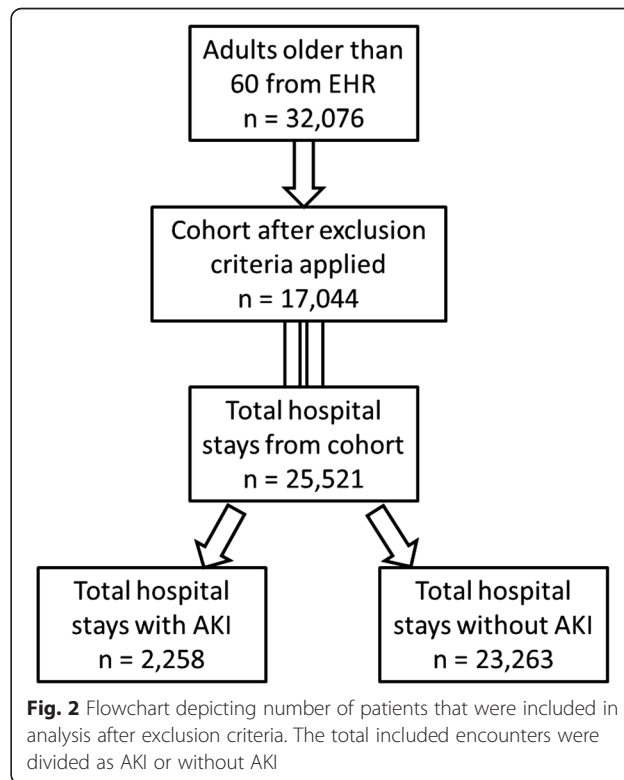 Adults older than
60 from EHR
n = 32,076
Cohort after exclusion
criteria applied
n = 17,044
Total hospital
stays from cohort
n = 25,521
Total hospital
stays with AKI
n = 2,258
Total hospital
stays without AKI
n = 23,263
Fig. 2 Flowchart depicting number of patients that were included in
analysis after exclusion criteria. The total included encounters were
divided as AKI or without AKI